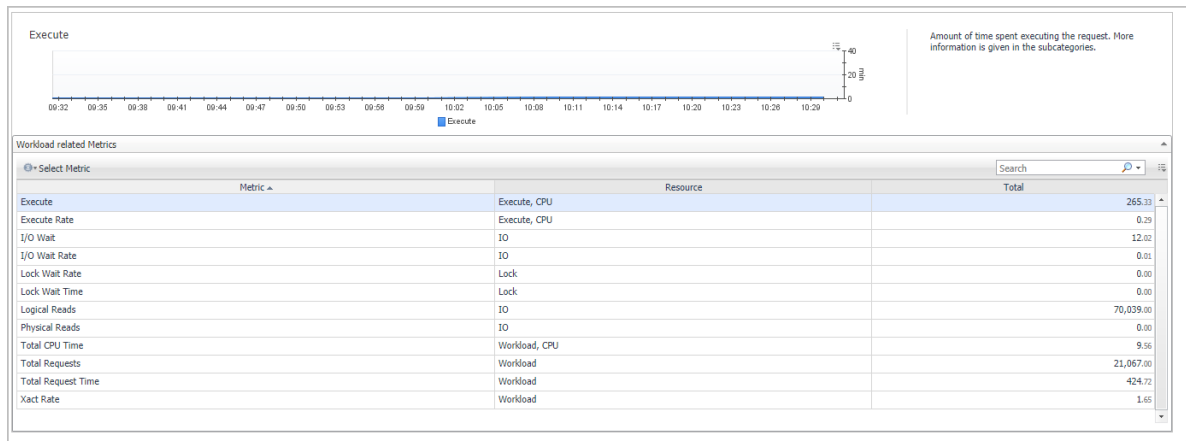 Execute
Amount of time spent executing the request. More
information is given in the subcategories.
40
20
0
min
09:32 09:35 09:38 09:41 09:44 09:47 09:50 09:53 09:56 09:59 10:02 10:05 10:08 10:11 10:14 10:17 10:20 10:23 10:26 10:29
Execute
Workload related Metrics
Select Metric Search
Metric Resource Total
Execute Execute, CPU 265.33
Execute Rate Execute, CPU 0.29
I/O Wait IO 12.02
I/O Wait Rate IO 0.01
Lock Wait Rate Lock 0.00
Lock Wait Time Lock 0.00
Logical Reads IO 70,039.00
Physical Reads IO 0.00
Total CPU Time Workload, CPU 9.56
Total Requests Workload 21,067.00
Total Request Time Workload 424.72
Xact Rate Workload 1.65